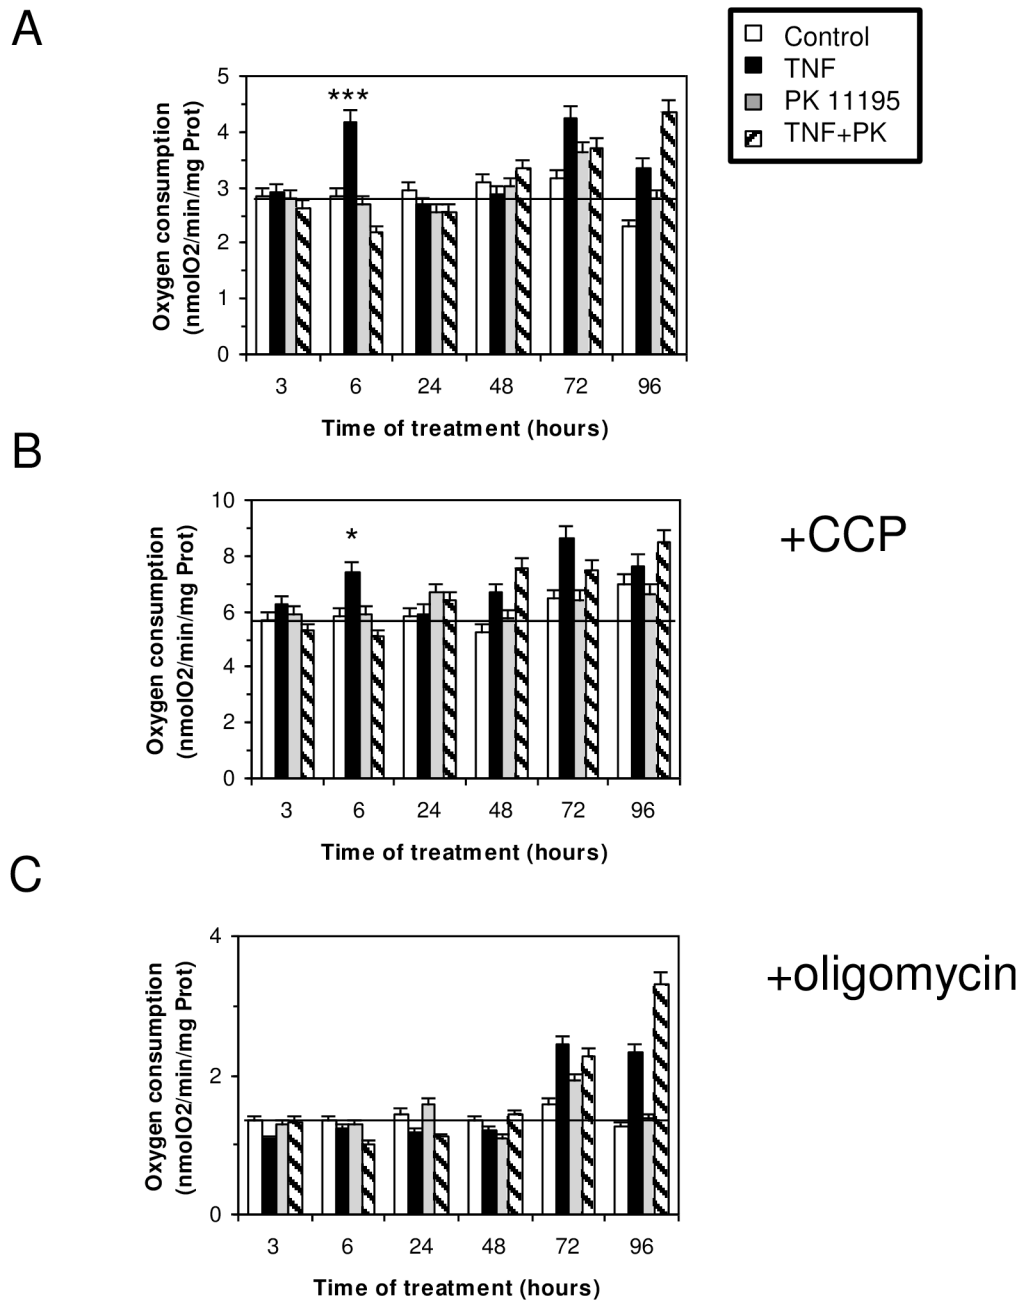 A
Control
TNF
PK 11195
TNF+PK
***
Oxygen consumption
(nmolO2/min/mg Prot)
5
4
3
2
1
0
3 6 24 48 72 96
Time of treatment (hours)
B
+CCP
*
Oxygen consumption
(nmolO2/min/mg Prot)
10
8
6
4
2
0
3 6 24 48 72 96
Time of treatment (hours)
C
+oligomycin
Oxygen consumption
(nmolO2/min/mg Prot)
4
2
0
3 6 24 48 72 96
Time of treatment (hours)